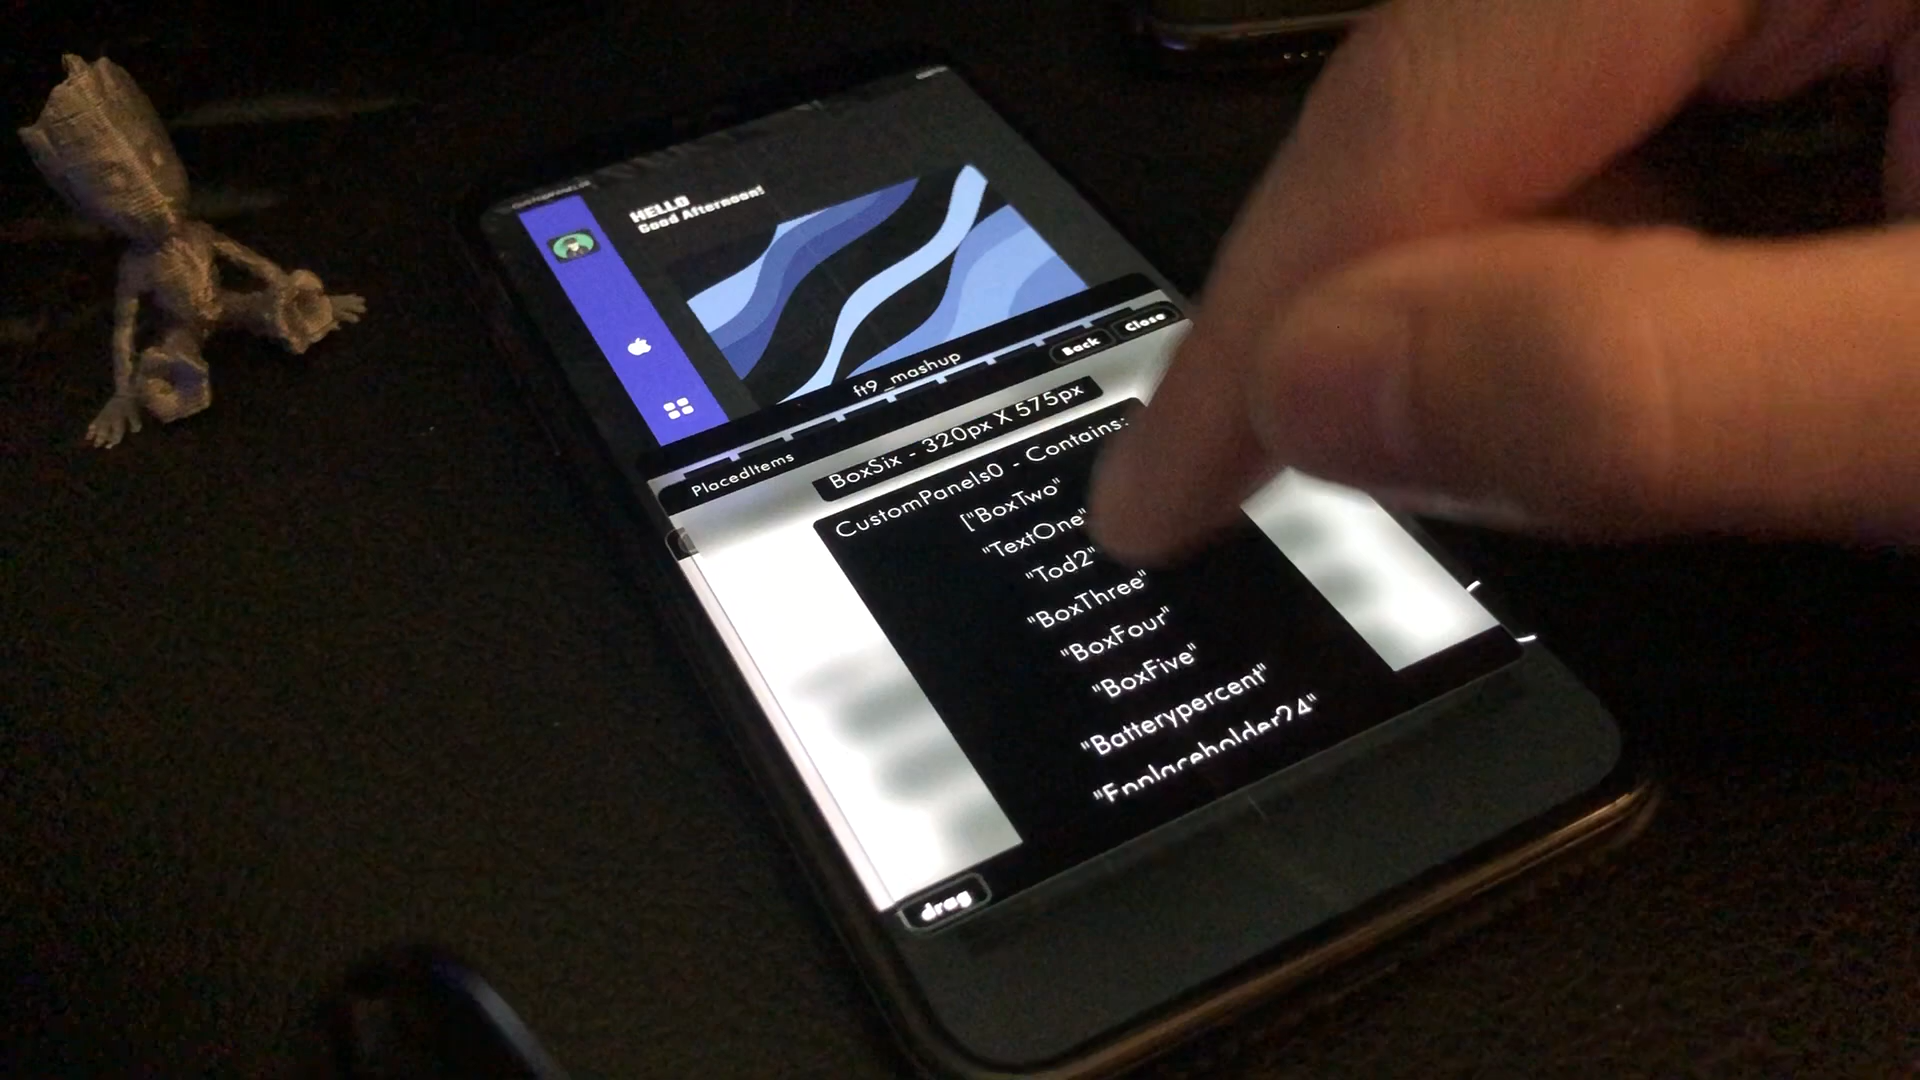 HELLO
Good Afternoon!
ft9_mashup
Back
Close
PlacedItems
BoxSix - 320px X 575px
CustomPanels0 - Contains:
["BoxTwo"
"TextOne"
"Tod2"
"BoxThree"
"BoxFour"
"BoxFive"
"Batterypercent"
drag